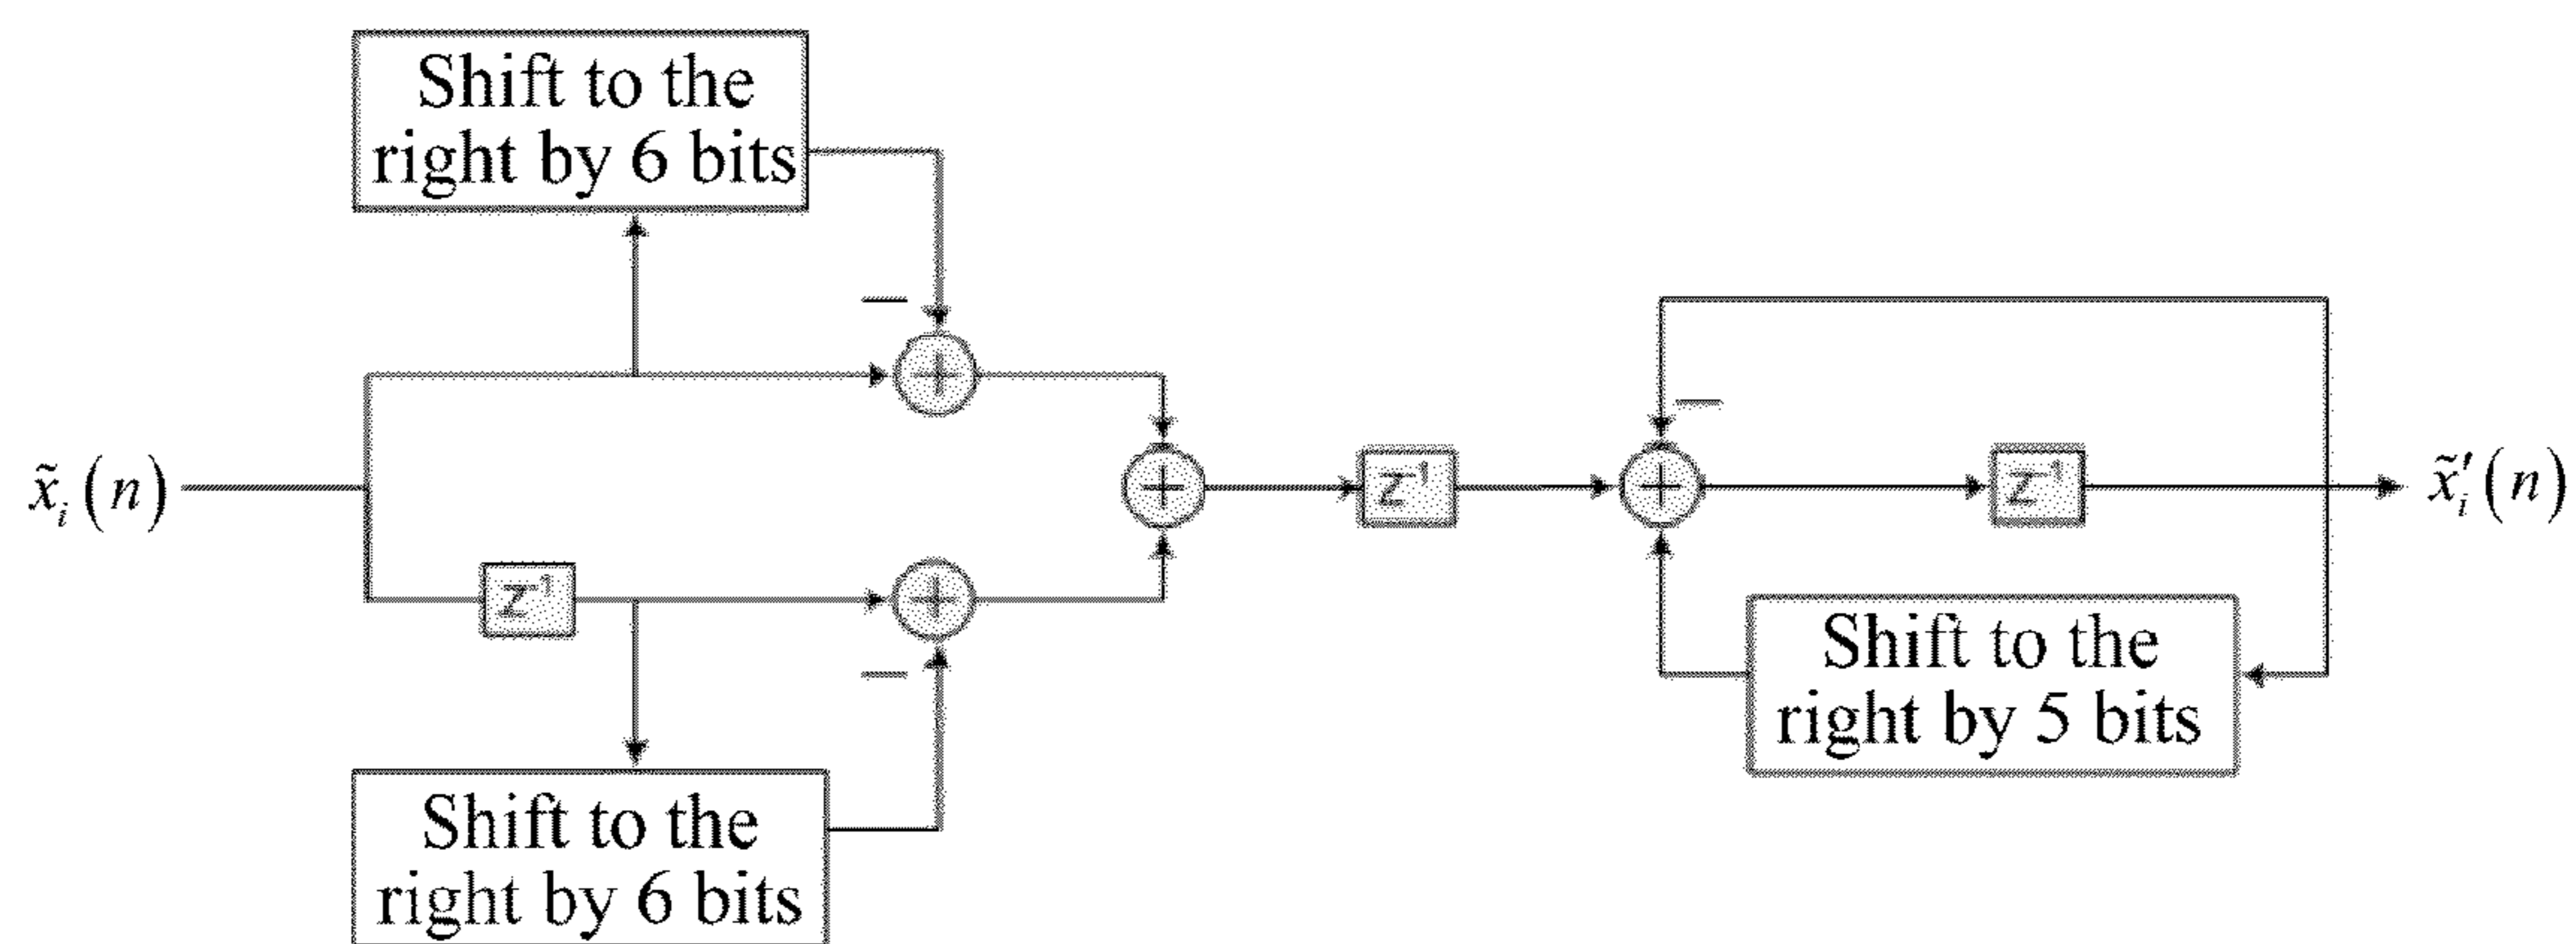 Shift to the
right by 6 bits
−
+
−
x̃ᵢ(n)
+
z⁻¹
+
z⁻¹
x̃′ᵢ(n)
z⁻¹
+
−
Shift to the
right by 5 bits
Shift to the
right by 6 bits